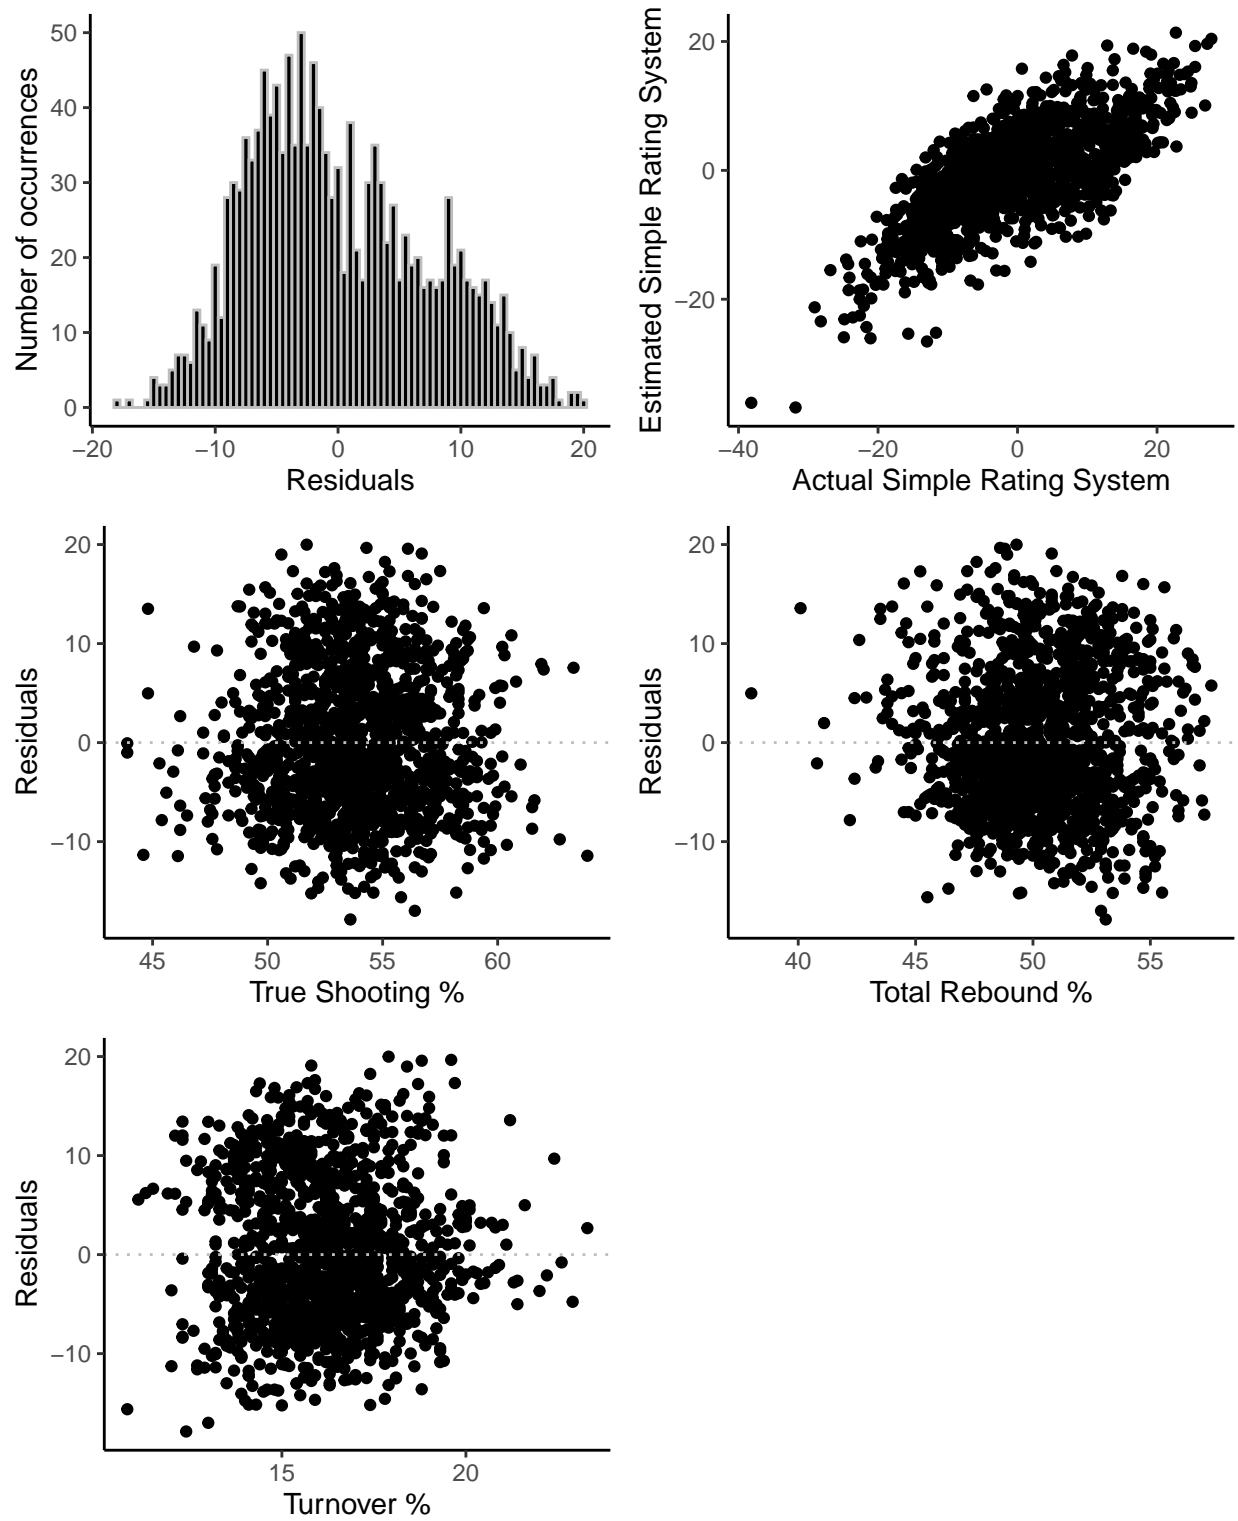 50
40
30
20
10
0
Number of occurrences
−20 −10 0 10 20
Residuals
20
0
−20
Estimated Simple Rating System
−40 −20 0 20
Actual Simple Rating System
20
10
0
−10
Residuals
45 50 55 60
True Shooting %
20
10
0
−10
Residuals
40 45 50 55
Total Rebound %
20
10
0
−10
Residuals
15 20
Turnover %